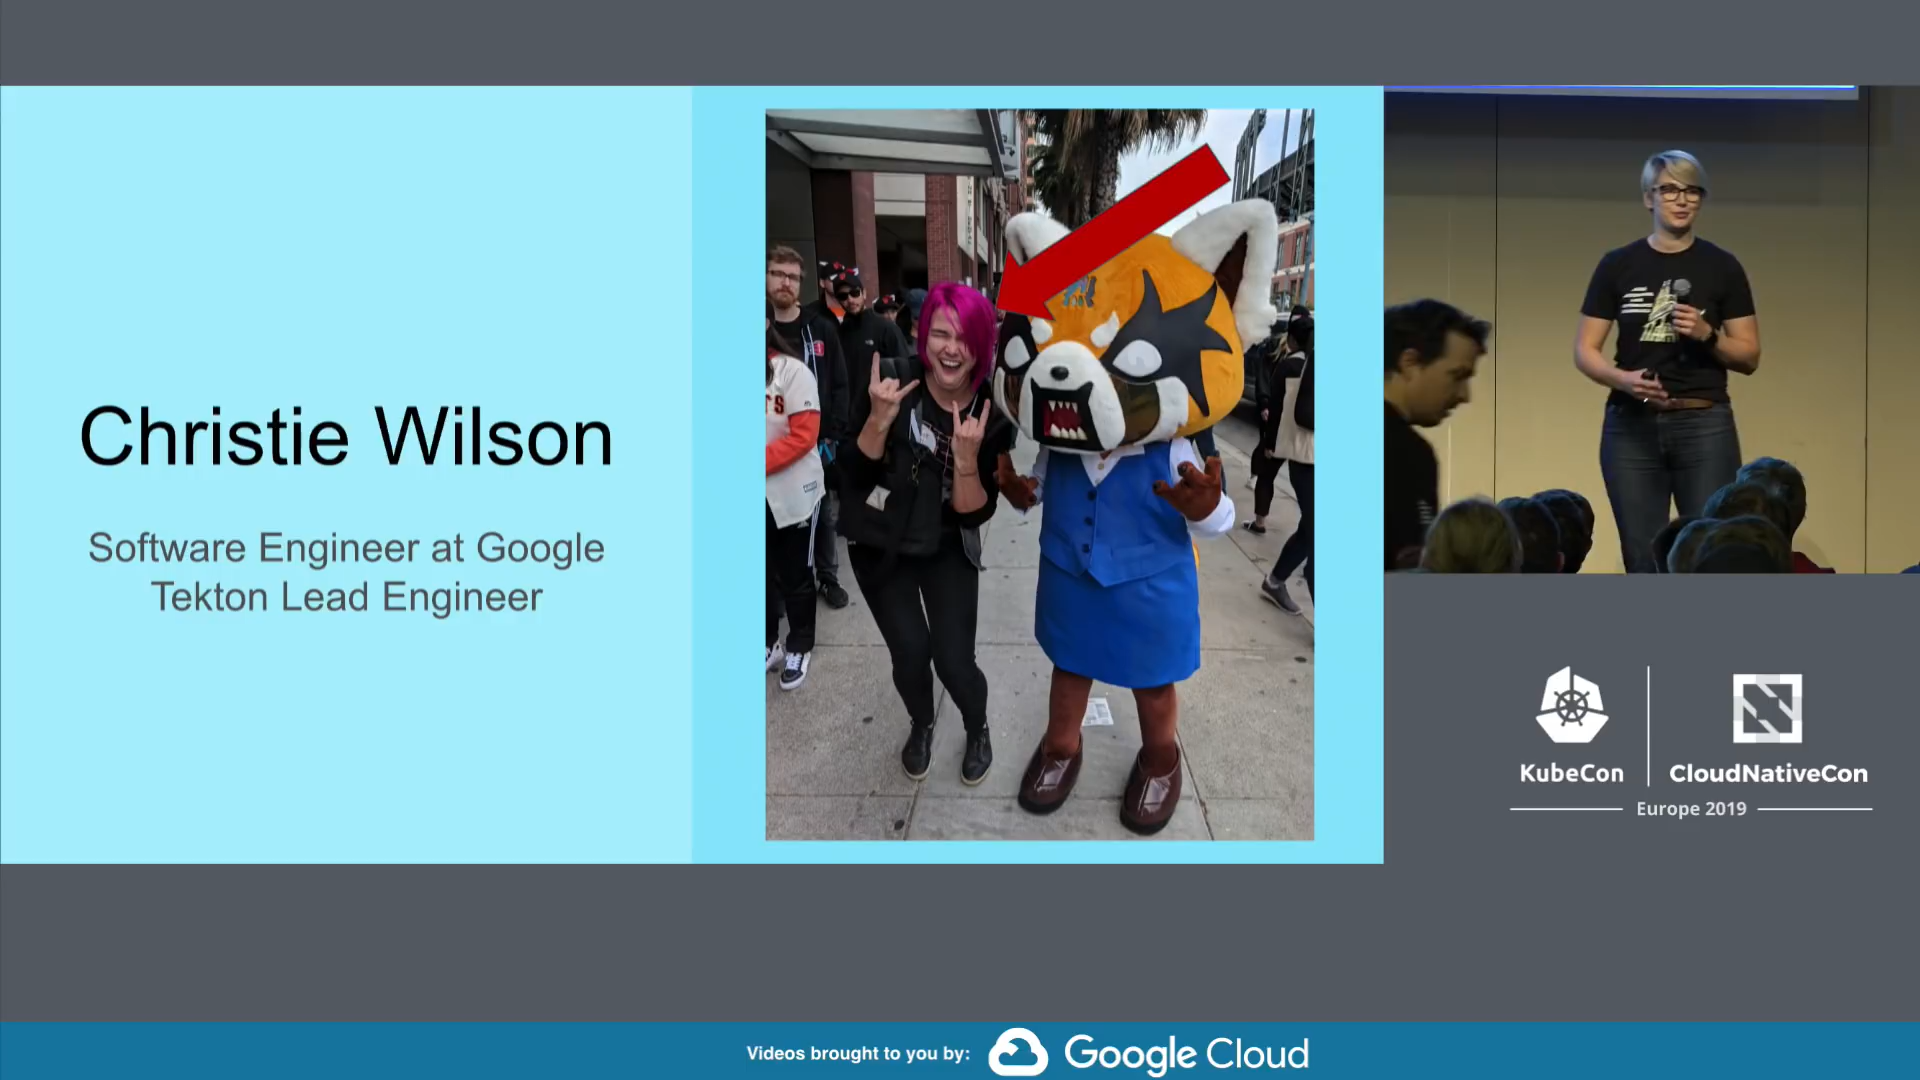 Christie Wilson
Software Engineer at Google
Tekton Lead Engineer
KubeCon
CloudNativeCon
Europe 2019
Videos brought to you by:
Google Cloud